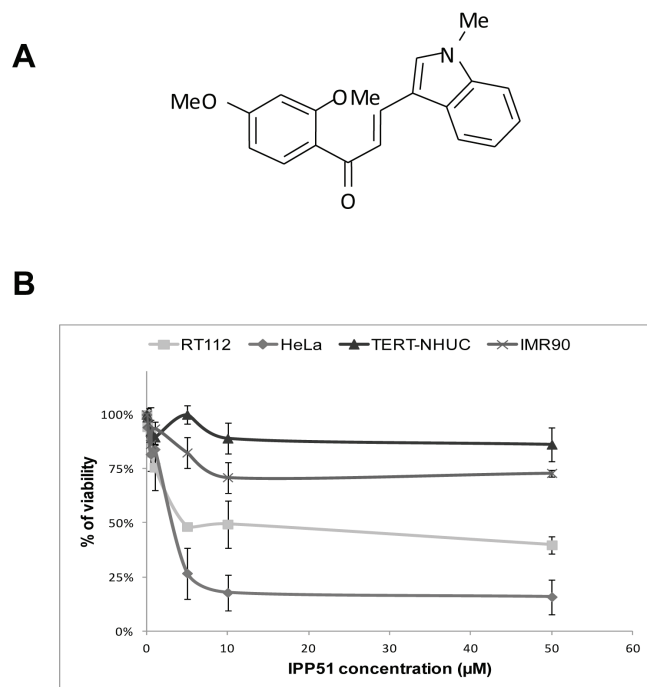 A
Me
N
MeO
OMe
O
B
RT112 HeLa TERT-NHUC IMR90
100%
75%
50%
25%
0%
% of viability
0 10 20 30 40 50 60
IPP51 concentration (µM)